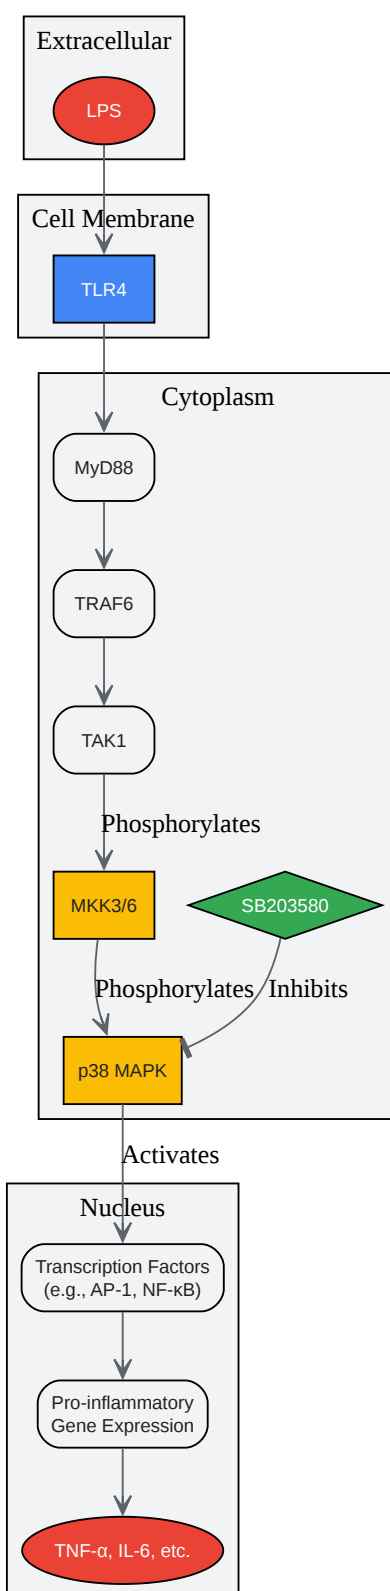 Extracellular
LPS
Cell Membrane
TLR4
Cytoplasm
MyD88
TRAF6
TAK1
Phosphorylates
MKK3/6
SB203580
Phosphorylates
Inhibits
p38 MAPK
Activates
Nucleus
Transcription Factors
(e.g., AP-1, NF-κB)
Pro-inflammatory
Gene Expression
TNF-α, IL-6, etc.